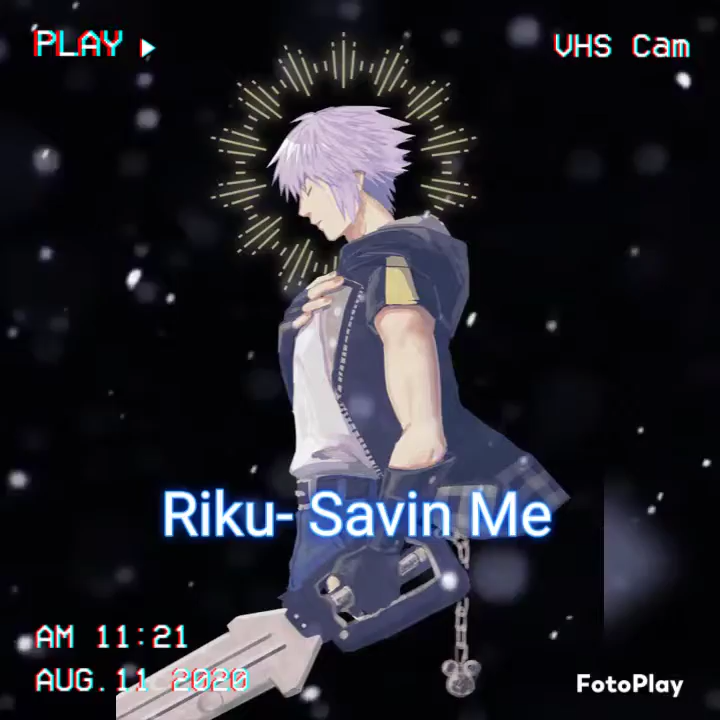 PLAY
VHS Cam
Riku- Savin Me
AM 11:21
AUG.11 2020
FotoPlay